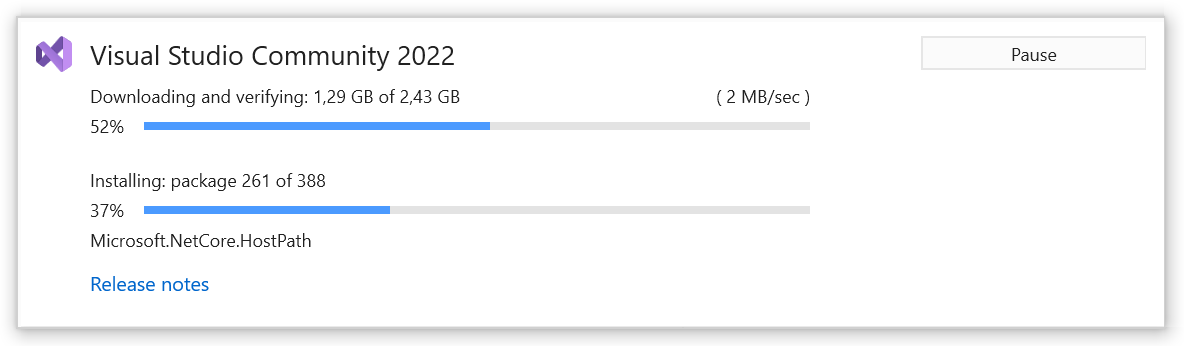 Visual Studio Community 2022
Pause
Downloading and verifying: 1,29 GB of 2,43 GB
( 2 MB/sec )
52%
Installing: package 261 of 388
37%
Microsoft.NetCore.HostPath
Release notes